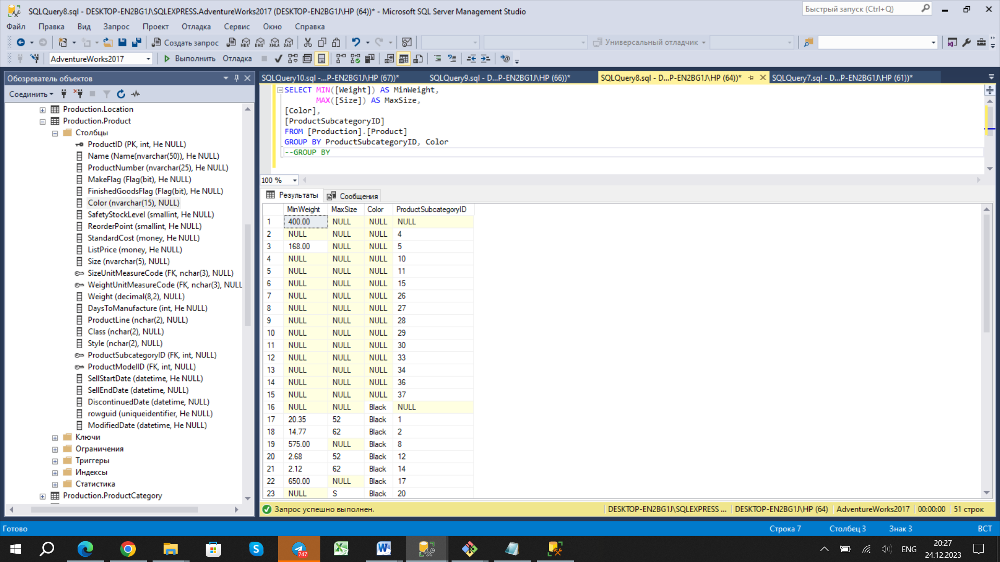 SQLQuery8.sql - DESKTOP-EN2BG1J\SQLEXPRESS.AdventureWorks2017 (DESKTOP-EN2BG1J\HP (64))* - Microsoft SQL Server Management Studio
Быстрый запуск (Ctrl+Q)
Файл Правка Вид Запрос Проект Отладка Сервис Окно Справка
Создать запрос MDX DMX XMLA DAX Универсальный отладчик
AdventureWorks2017 Выполнить Отладка
Обозреватель объектов
Соединить
Production.Location
Production.Product
Столбцы
ProductID (PK, int, Не NULL)
Name (Name(nvarchar(50)), Не NULL)
ProductNumber (nvarchar(25), Не NULL)
MakeFlag (Flag(bit), Не NULL)
FinishedGoodsFlag (Flag(bit), Не NULL)
Color (nvarchar(15), NULL)
SafetyStockLevel (smallint, Не NULL)
ReorderPoint (smallint, Не NULL)
StandardCost (money, Не NULL)
ListPrice (money, Не NULL)
Size (nvarchar(5), NULL)
SizeUnitMeasureCode (FK, nchar(3), NULL)
WeightUnitMeasureCode (FK, nchar(3), NULL
Weight (decimal(8,2), NULL)
DaysToManufacture (int, Не NULL)
ProductLine (nchar(2), NULL)
Class (nchar(2), NULL)
Style (nchar(2), NULL)
ProductSubcategoryID (FK, int, NULL)
ProductModelID (FK, int, NULL)
SellStartDate (datetime, Не NULL)
SellEndDate (datetime, NULL)
DiscontinuedDate (datetime, NULL)
rowguid (uniqueidentifier, Не NULL)
ModifiedDate (datetime, Не NULL)
Ключи
Ограничения
Триггеры
Индексы
Статистика
Production.ProductCategory
SQLQuery10.sql -...P-EN2BG1J\HP (67))* SQLQuery9.sql - D...P-EN2BG1J\HP (66))* SQLQuery8.sql - D...P-EN2BG1J\HP (64))* SQLQuery7.sql - D...P-EN2BG1J\HP (61))*
SELECT MIN([Weight]) AS MinWeight,
MAX([Size]) AS MaxSize,
[Color],
[ProductSubcategoryID]
FROM [Production].[Product]
GROUP BY ProductSubcategoryID, Color
--GROUP BY
100 %
Результаты Сообщения
MinWeight MaxSize Color ProductSubcategoryID
1 400.00 NULL NULL NULL
2 NULL NULL NULL 4
3 168.00 NULL NULL 5
4 NULL NULL NULL 10
5 NULL NULL NULL 11
6 NULL NULL NULL 15
7 NULL NULL NULL 26
8 NULL NULL NULL 27
9 NULL NULL NULL 28
10 NULL NULL NULL 29
11 NULL NULL NULL 30
12 NULL NULL NULL 33
13 NULL NULL NULL 34
14 NULL NULL NULL 36
15 NULL NULL NULL 37
16 NULL NULL Black NULL
17 20.35 52 Black 1
18 14.77 62 Black 2
19 575.00 NULL Black 8
20 2.68 52 Black 12
21 2.12 62 Black 14
22 650.00 NULL Black 17
23 NULL S Black 20
Запрос успешно выполнен. DESKTOP-EN2BG1J\SQLEXPRESS ... DESKTOP-EN2BG1J\HP (64) AdventureWorks2017 00:00:00 51 строк
Готово Строка 7 Столбец 3 Знак 3 ВСТ
747
ENG
20:27
24.12.2023